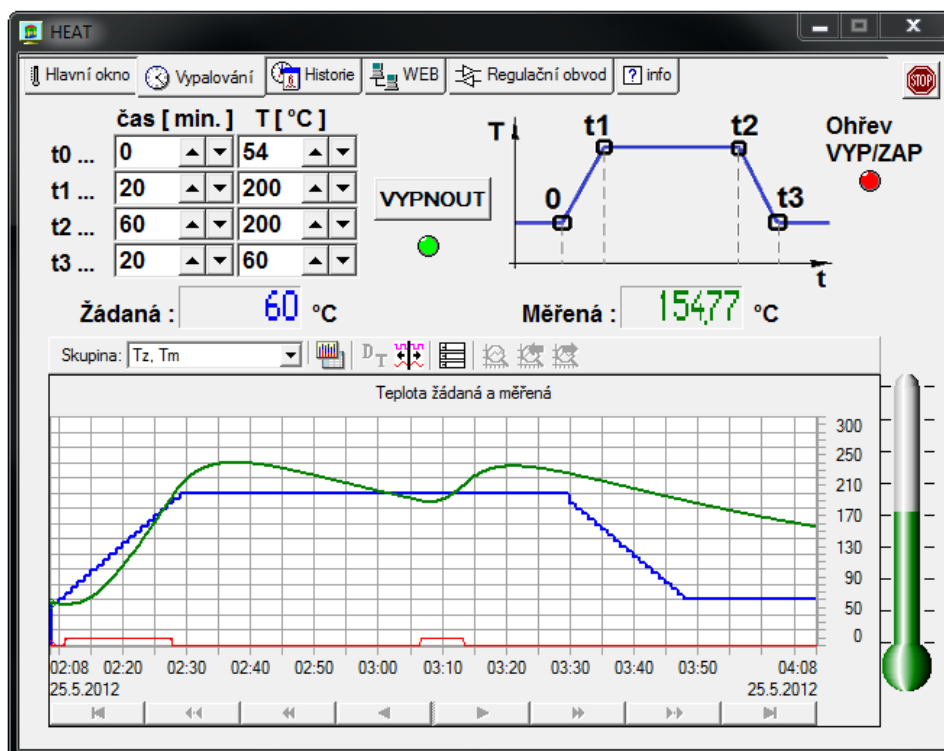 HEAT
Hlavní okno Vypalování Historie WEB Regulační obvod ? info
STOP
čas [ min. ] T [ °C ]
t0 ... 0 54
t1 ... 20 200
t2 ... 60 200
t3 ... 20 60
VYPNOUT
T t1 t2
0 t3
t
Ohřev
VYP/ZAP
Žádaná : 60 °C Měřená : 154,77 °C
Skupina: Tz, Tm
DT
Teplota žádaná a měřená
300
250
210
170
130
90
50
0
02:08 02:20 02:30 02:40 02:50 03:00 03:10 03:20 03:30 03:40 03:50 04:08
25.5.2012 25.5.2012